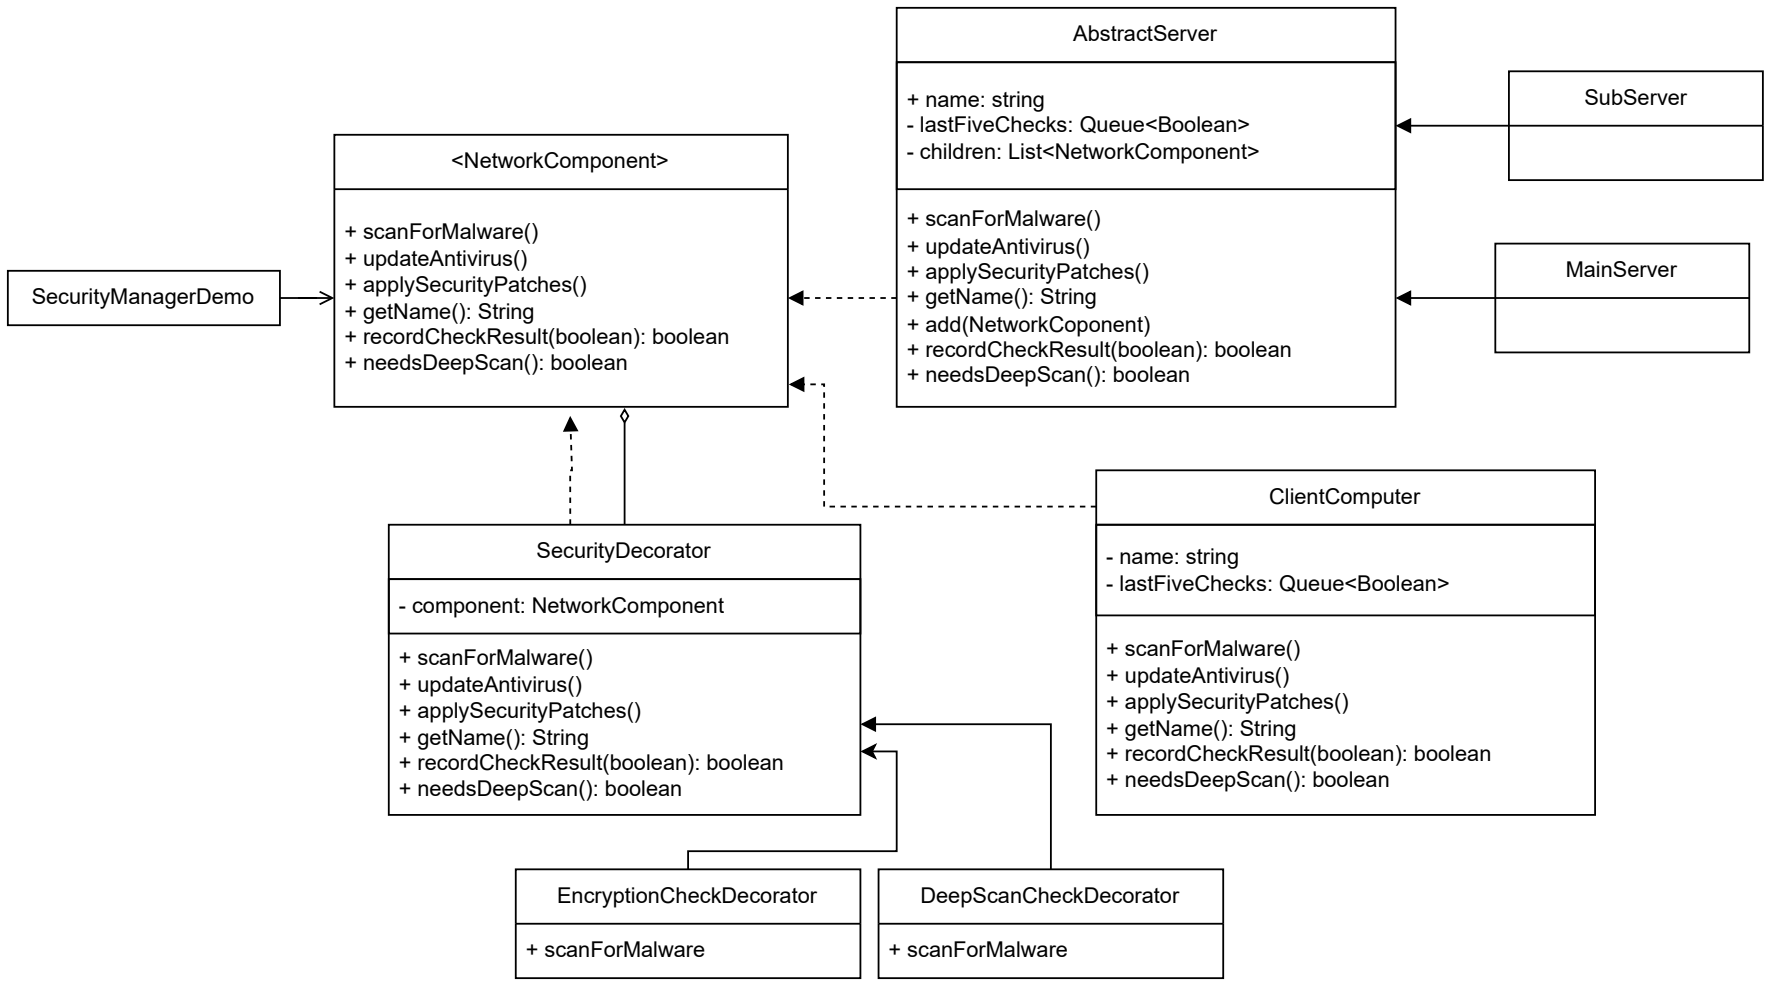 SecurityManagerDemo
<NetworkComponent>
+ scanForMalware()
+ updateAntivirus()
+ applySecurityPatches()
+ getName(): String
+ recordCheckResult(boolean): boolean
+ needsDeepScan(): boolean
AbstractServer
+ name: string
- lastFiveChecks: Queue<Boolean>
- children: List<NetworkComponent>
+ scanForMalware()
+ updateAntivirus()
+ applySecurityPatches()
+ getName(): String
+ add(NetworkCoponent)
+ recordCheckResult(boolean): boolean
+ needsDeepScan(): boolean
SubServer
MainServer
SecurityDecorator
- component: NetworkComponent
+ scanForMalware()
+ updateAntivirus()
+ applySecurityPatches()
+ getName(): String
+ recordCheckResult(boolean): boolean
+ needsDeepScan(): boolean
ClientComputer
- name: string
- lastFiveChecks: Queue<Boolean>
+ scanForMalware()
+ updateAntivirus()
+ applySecurityPatches()
+ getName(): String
+ recordCheckResult(boolean): boolean
+ needsDeepScan(): boolean
EncryptionCheckDecorator
+ scanForMalware
DeepScanCheckDecorator
+ scanForMalware